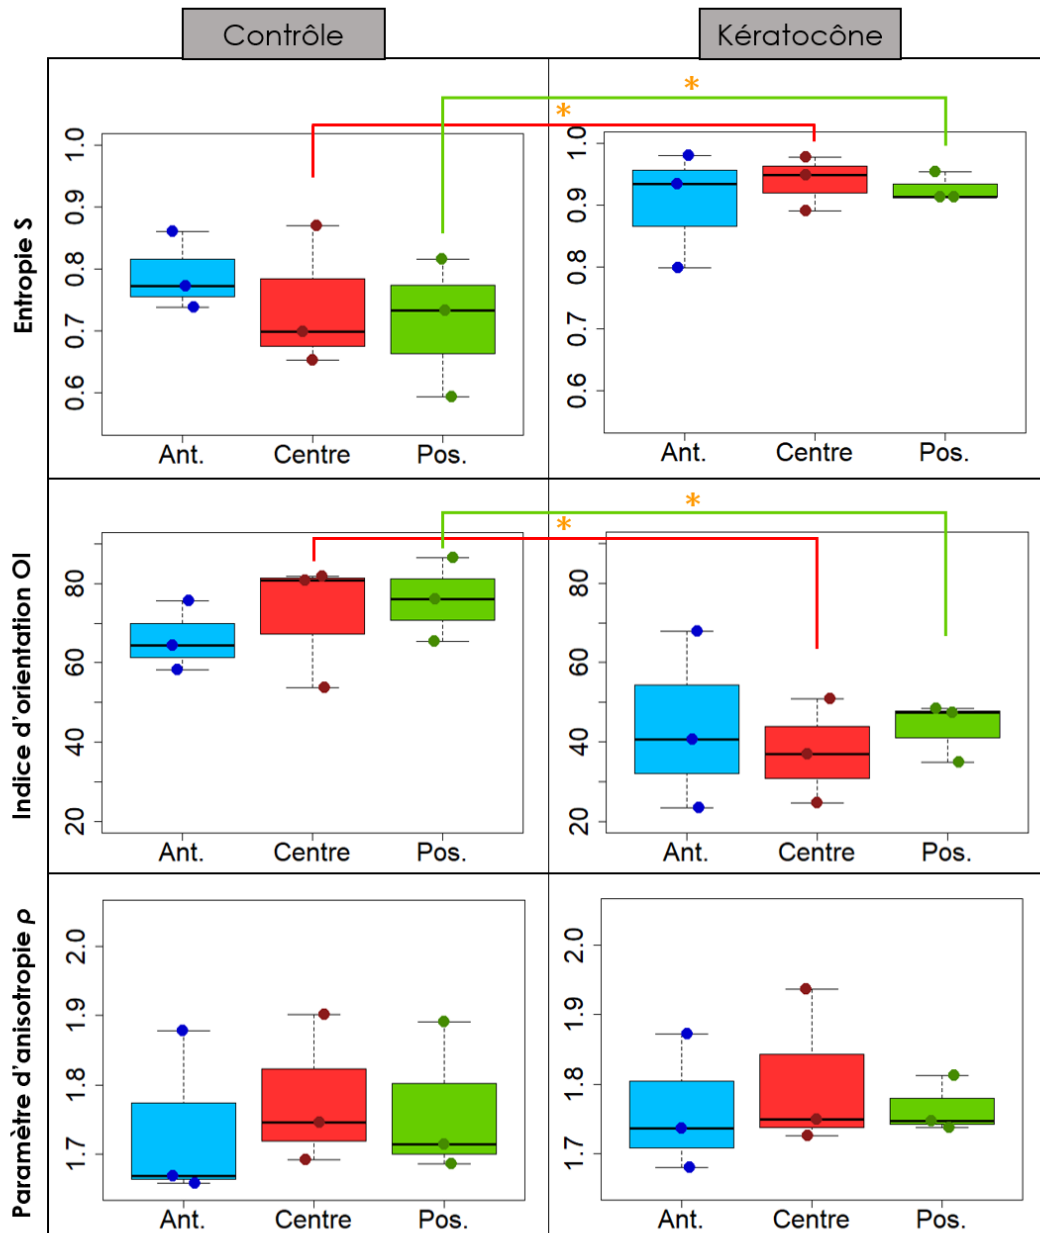 Contrôle
Kératocône
*
*
Entropie S
1.0
0.9
0.8
0.7
0.6
Ant. Centre Pos.
1.0
0.9
0.8
0.7
0.6
Ant. Centre Pos.
*
*
Indice d'orientation OI
80
60
40
20
Ant. Centre Pos.
80
60
40
20
Ant. Centre Pos.
Paramètre d'anisotropie ρ
2.0
1.9
1.8
1.7
Ant. Centre Pos.
2.0
1.9
1.8
1.7
Ant. Centre Pos.